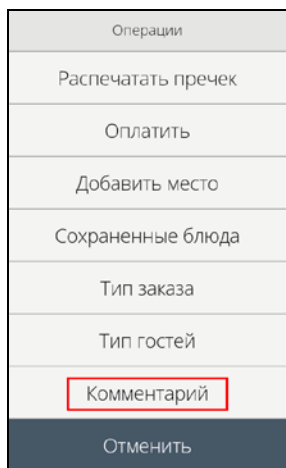 Операции
Распечатать пречек
Оплатить
Добавить место
Сохраненные блюда
Тип заказа
Тип гостей
Комментарий
Отменить